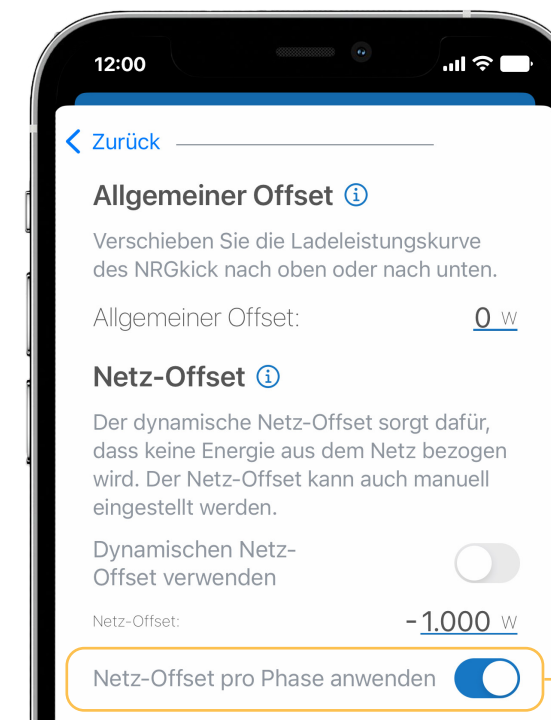 12:00
Zurück
Allgemeiner Offset
Verschieben Sie die Ladeleistungskurve
des NRGkick nach oben oder nach unten.
Allgemeiner Offset: 0 W
Netz-Offset
Der dynamische Netz-Offset sorgt dafür,
dass keine Energie aus dem Netz bezogen
wird. Der Netz-Offset kann auch manuell
eingestellt werden.
Dynamischen Netz-
Offset verwenden
Netz-Offset: -1.000 W
Netz-Offset pro Phase anwenden